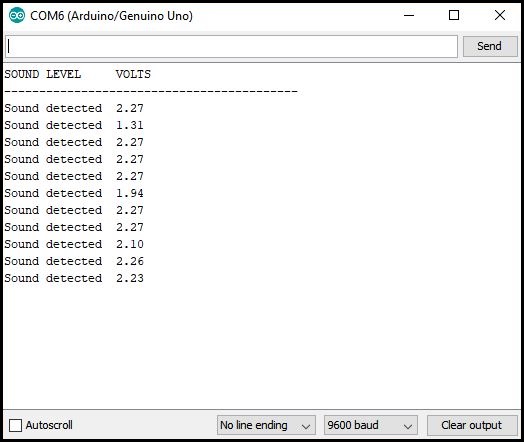 COM6 (Arduino/Genuino Uno)
Send
SOUND LEVEL     VOLTS
------------------------------------------
Sound detected  2.27
Sound detected  1.31
Sound detected  2.27
Sound detected  2.27
Sound detected  2.27
Sound detected  1.94
Sound detected  2.27
Sound detected  2.27
Sound detected  2.10
Sound detected  2.26
Sound detected  2.23
Autoscroll No line ending 9600 baud Clear output